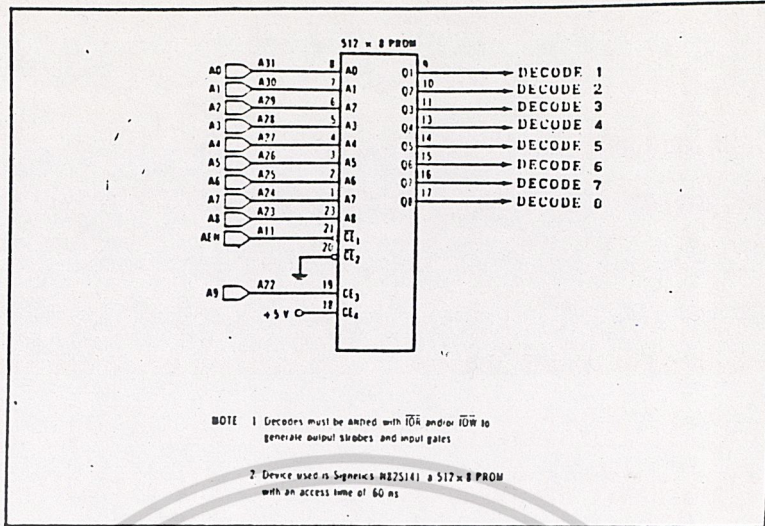 512 × 8 PROM
A0 A31 8 A0 Q1 9 DECODE 1
A1 A30 7 A1 Q2 10 DECODE 2
A2 A29 6 A2 Q3 11 DECODE 3
A3 A28 5 A3 Q4 13 DECODE 4
A4 A27 4 A4 Q5 14 DECODE 5
A5 A26 3 A5 Q6 15 DECODE 6
A6 A25 2 A6 Q7 16 DECODE 7
A7 A24 1 A7 Q8 17 DECODE 8
A8 A23 23 A8
AEN A11 21 CE1
20 CE2
A9 A22 19 CE3
+5 V 18 CE4
NOTE 1 Decodes must be ANDed with IOR and/or IOW to
generate output strobes and input gates
2 Device used is Signetics N82S141 a 512 × 8 PROM
with an access time of 60 ns